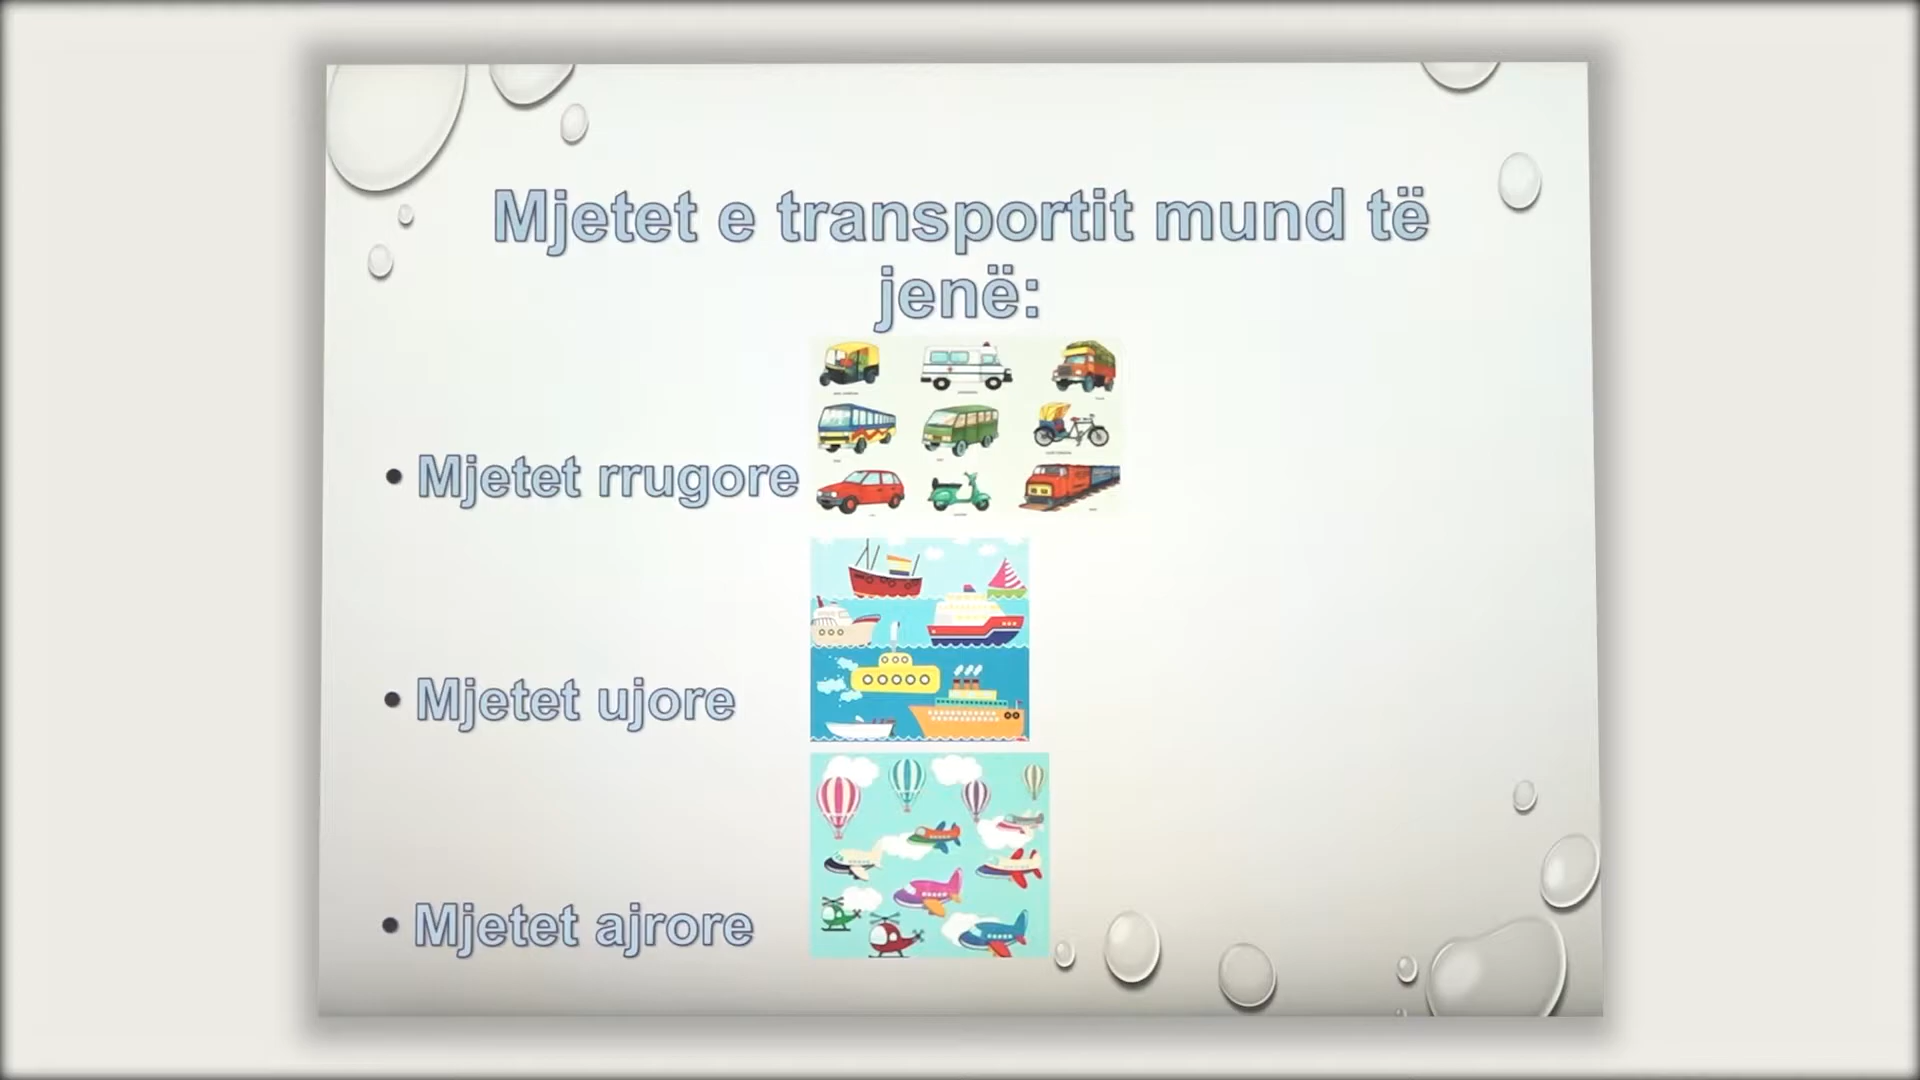 Mjetet e transportit mund të
jenë:
• Mjetet rrugore
• Mjetet ujore
• Mjetet ajrore